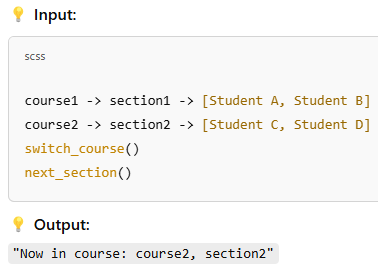 💡 Input:
scss
course1 -> section1 -> [Student A, Student B]
course2 -> section2 -> [Student C, Student D]
switch_course()
next_section()
💡 Output:
"Now in course: course2, section2"